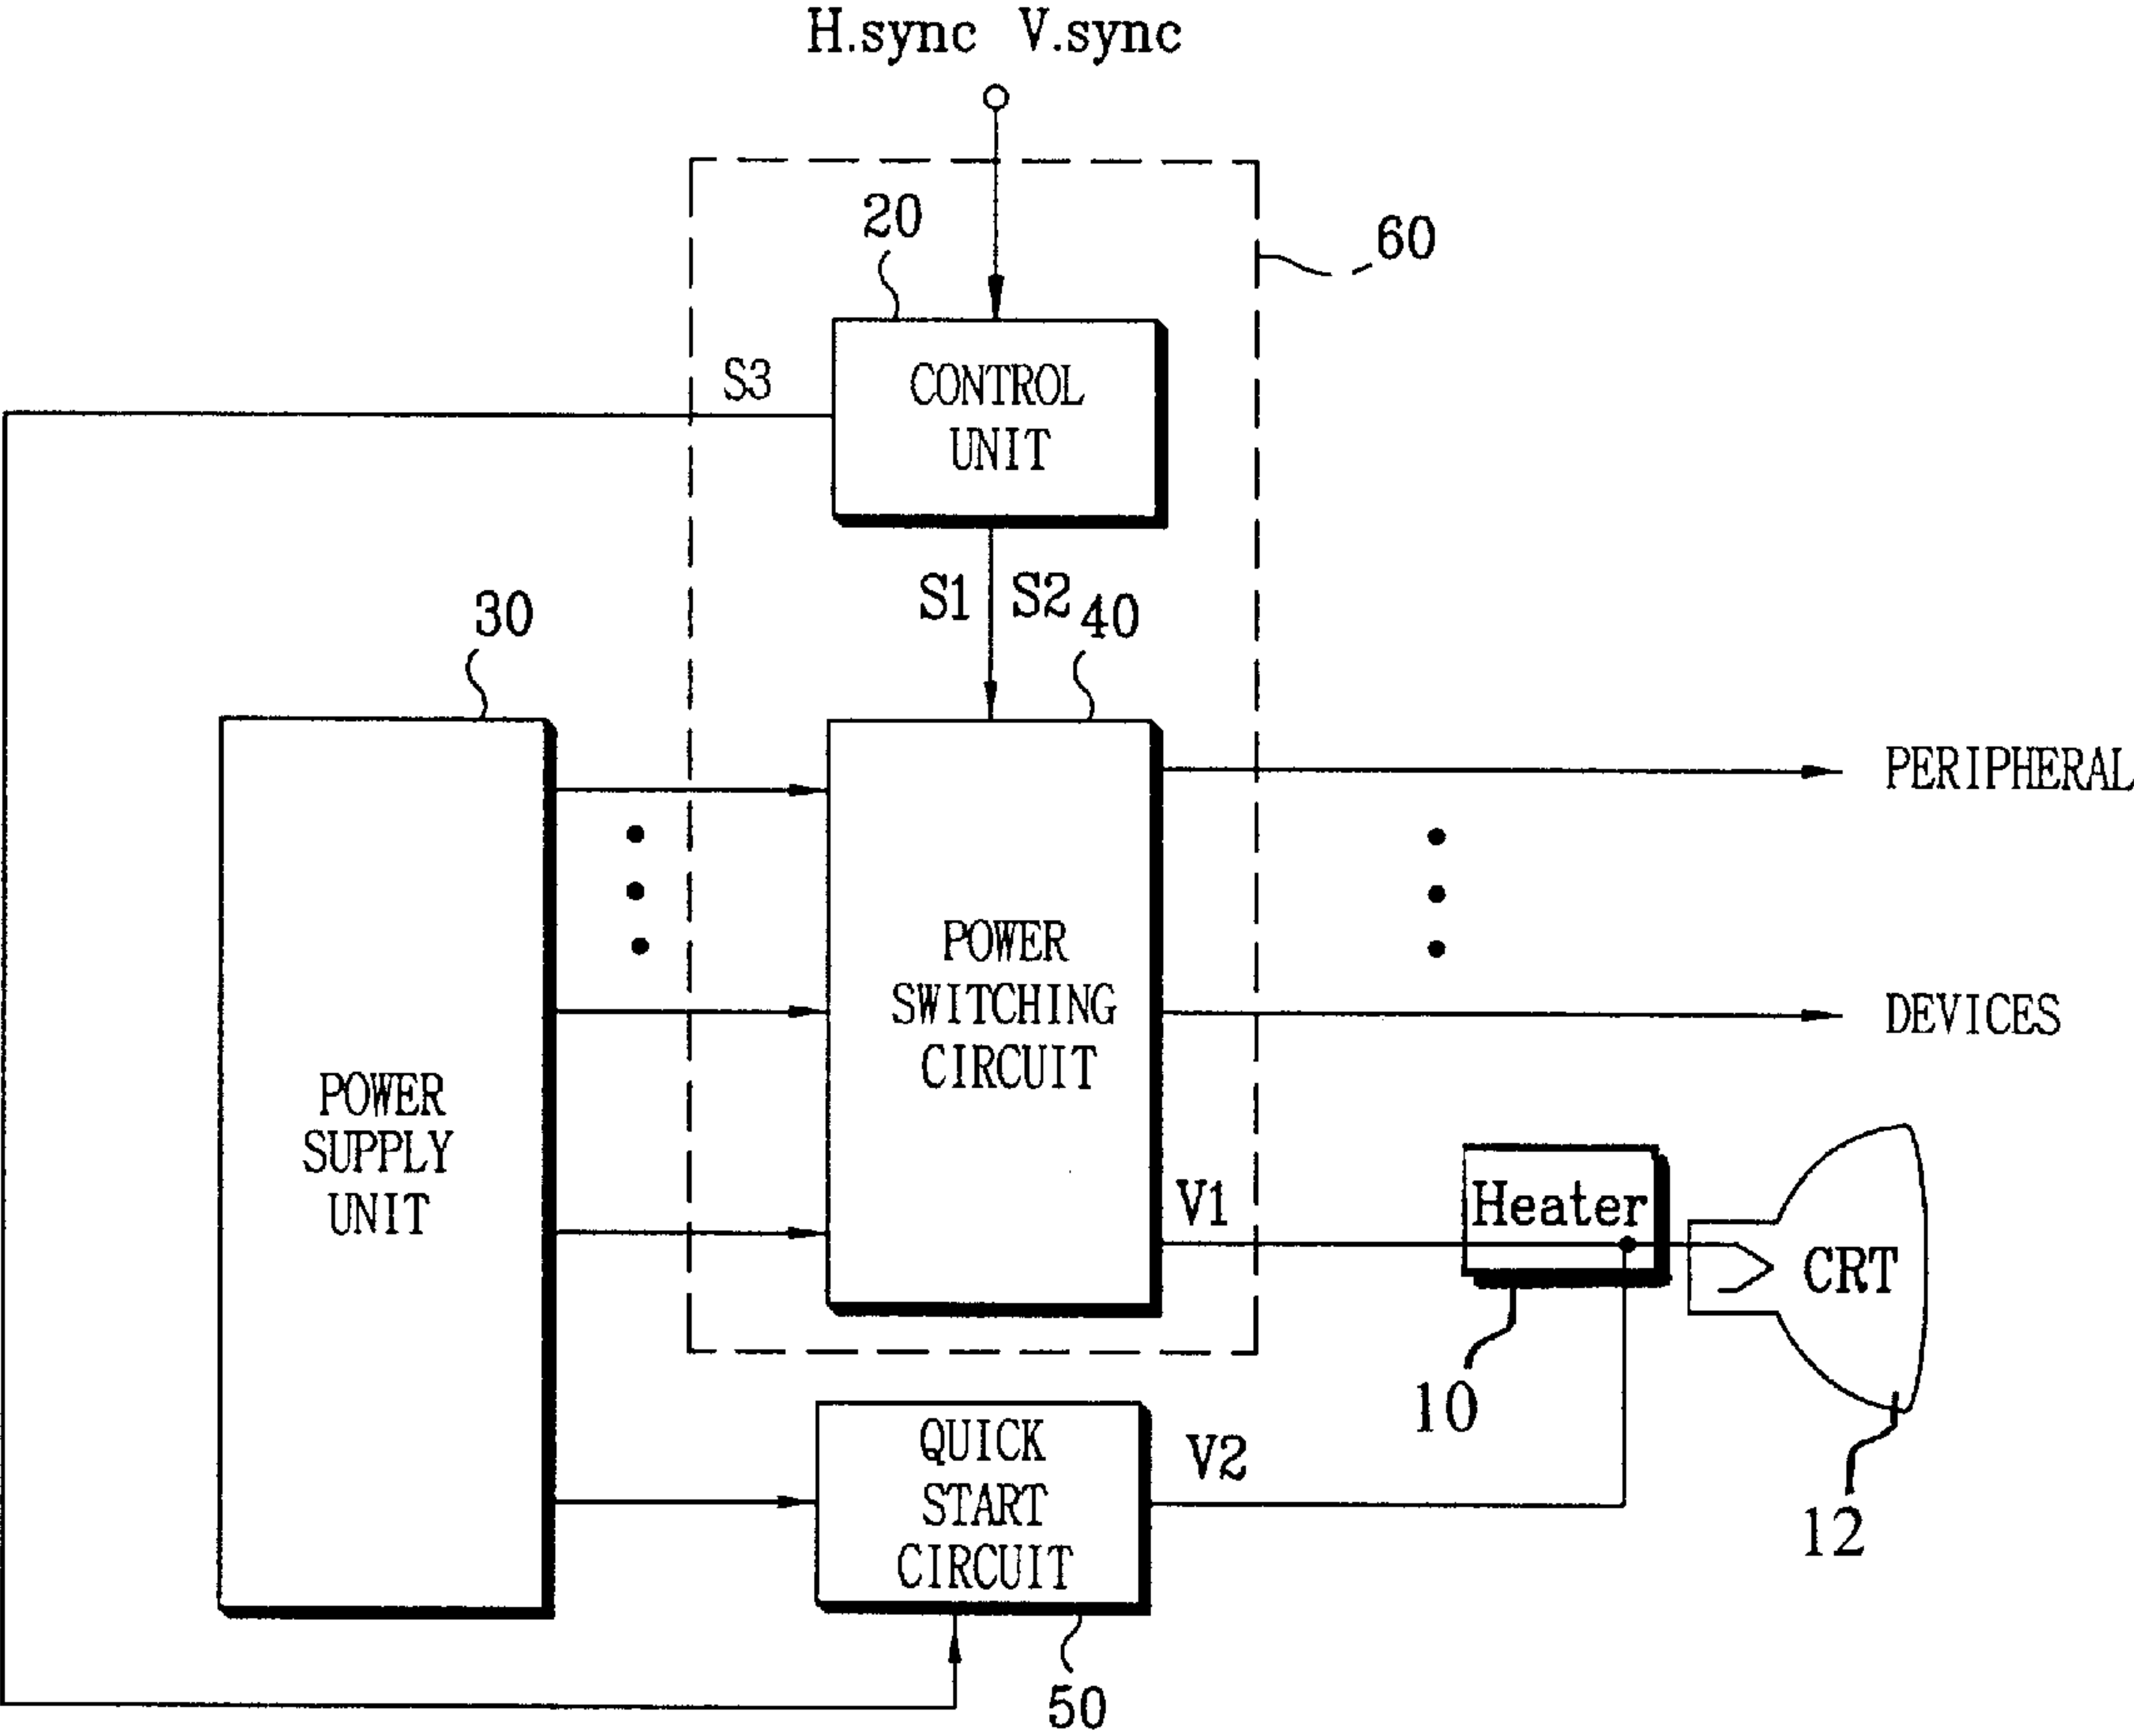 H.sync V.sync
20
60
S3
CONTROL
UNIT
S1 S2
40
30
PERIPHERAL
POWER
SWITCHING
CIRCUIT
DEVICES
POWER
SUPPLY
UNIT
V1
Heater
CRT
10
QUICK
START
CIRCUIT
V2
12
50